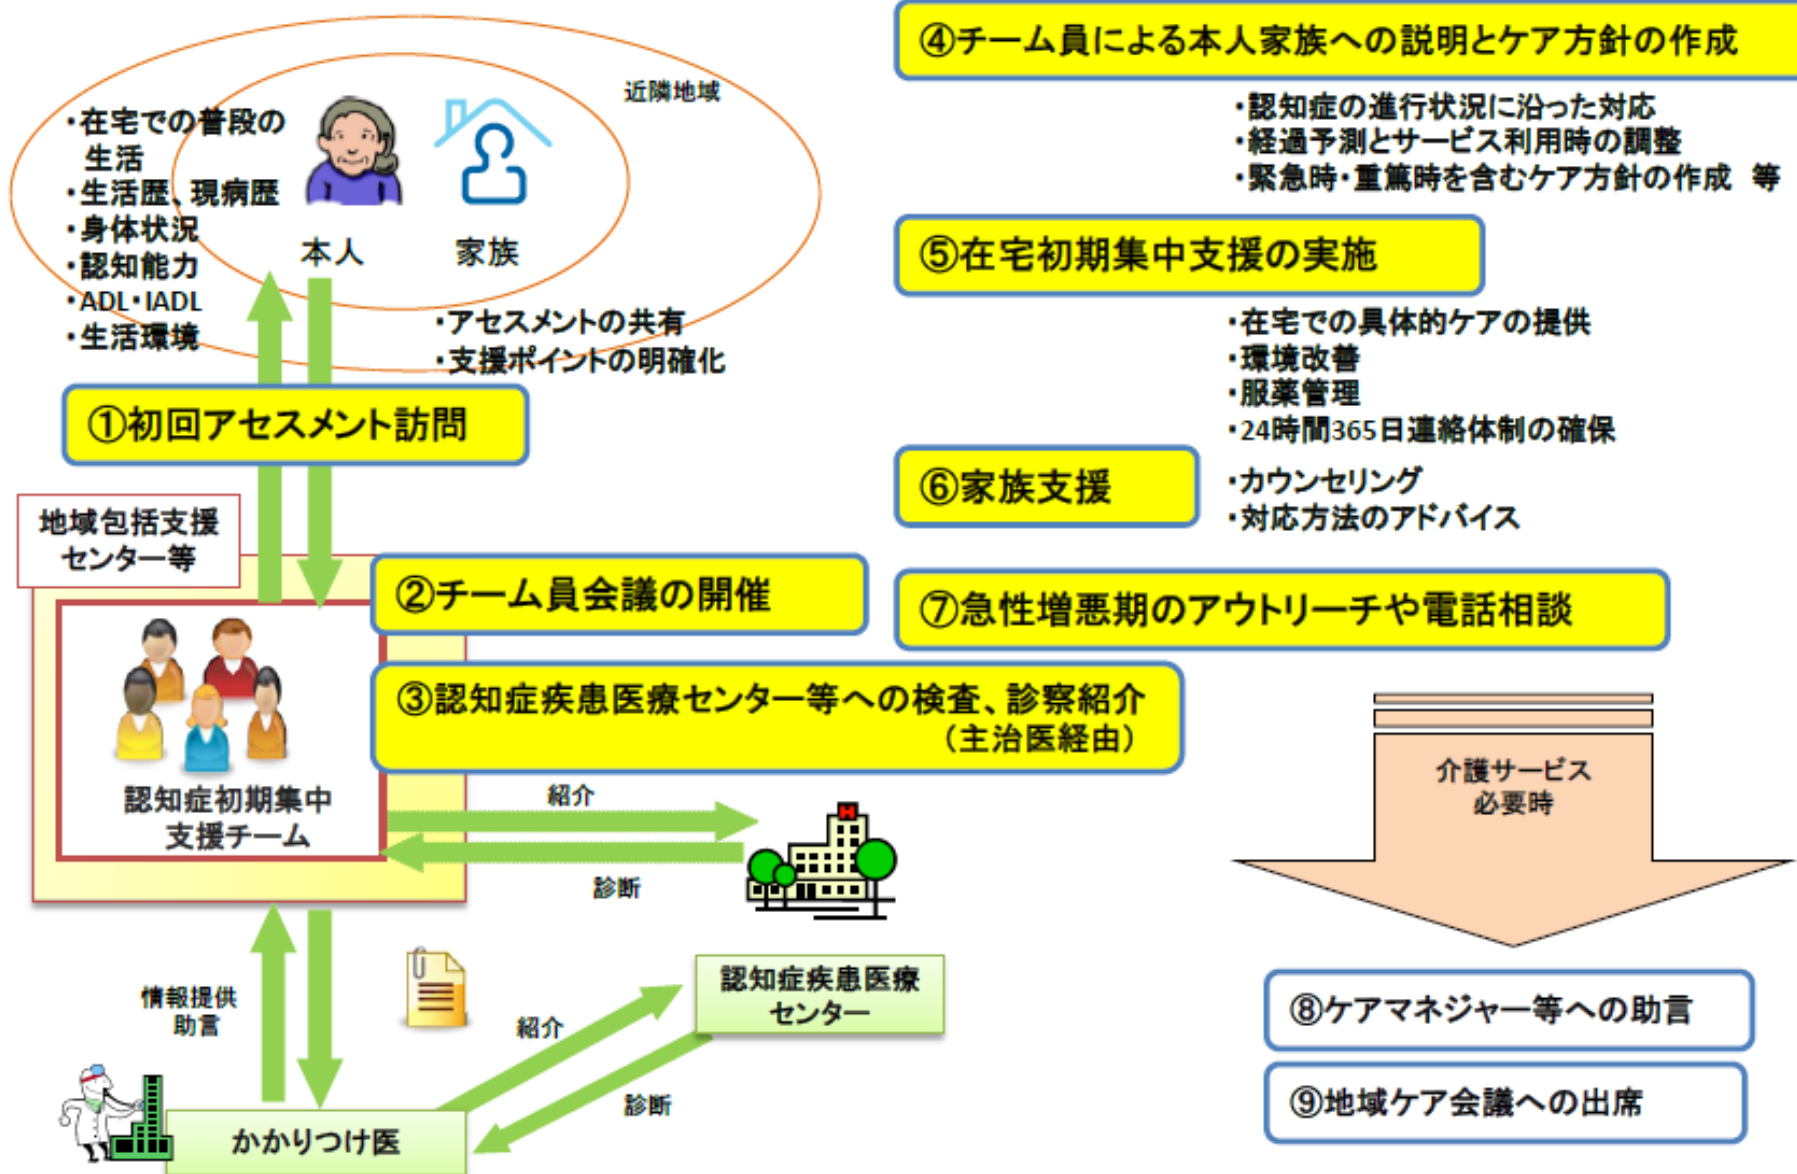 近隣地域
・在宅での普段の
生活
・生活歴、現病歴
・身体状況
・認知能力
・ADL・IADL
・生活環境
本人
家族
・アセスメントの共有
・支援ポイントの明確化
①初回アセスメント訪問
地域包括支援
センター等
②チーム員会議の開催
③認知症疾患医療センター等への検査、診察紹介
（主治医経由）
認知症初期集中
支援チーム
紹介
診断
情報提供
助言
紹介
認知症疾患医療
センター
診断
かかりつけ医
④チーム員による本人家族への説明とケア方針の作成
・認知症の進行状況に沿った対応
・経過予測とサービス利用時の調整
・緊急時・重篤時を含むケア方針の作成 等
⑤在宅初期集中支援の実施
・在宅での具体的ケアの提供
・環境改善
・服薬管理
・24時間365日連絡体制の確保
⑥家族支援
・カウンセリング
・対応方法のアドバイス
⑦急性増悪期のアウトリーチや電話相談
介護サービス
必要時
⑧ケアマネジャー等への助言
⑨地域ケア会議への出席
H